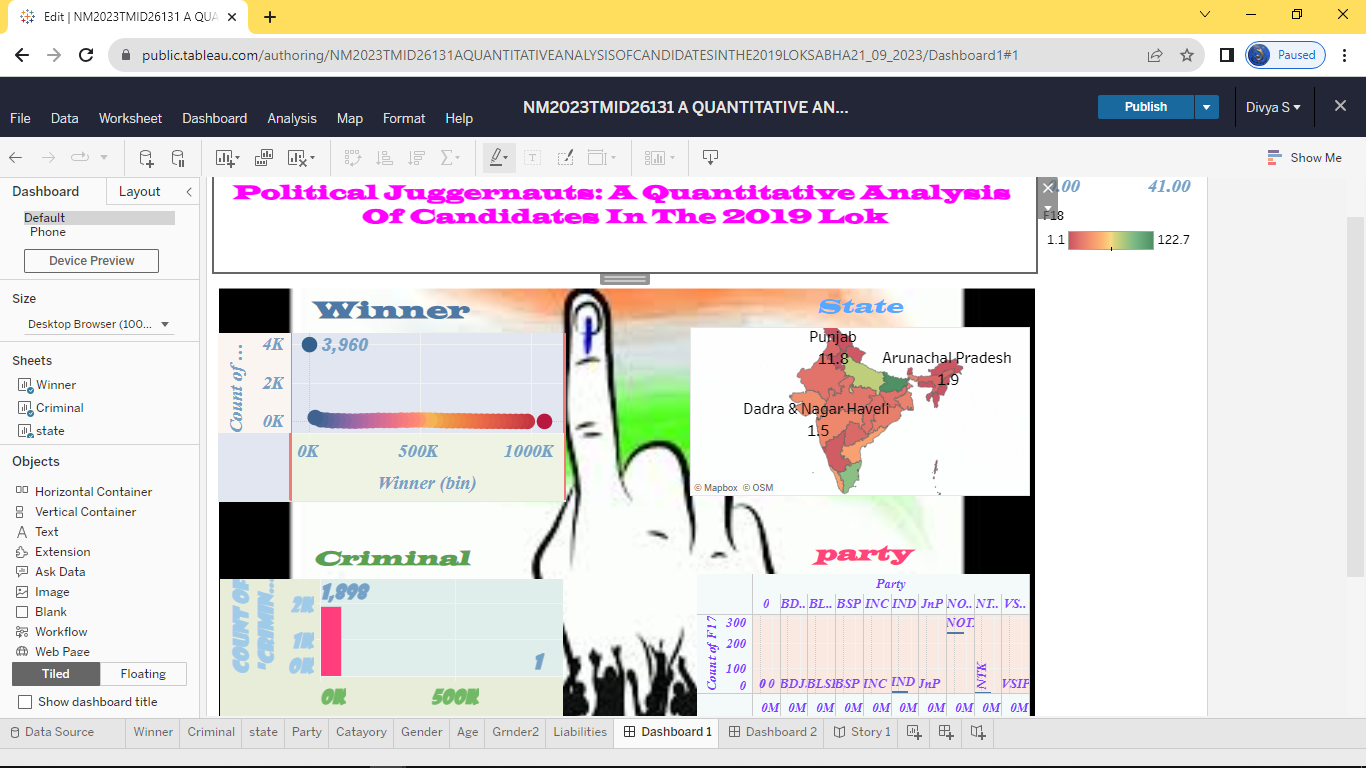 Edit | NM2023TMID26131 A QUA
public.tableau.com/authoring/NM2023TMID26131AQUANTITATIVEANALYSISOFCANDIDATESINTHE2019LOKSABHA21_09_2023/Dashboard1#1
Paused
NM2023TMID26131 A QUANTITATIVE AN...
Publish
Divya S
File Data Worksheet Dashboard Analysis Map Format Help
Show Me
Dashboard Layout
Default
Phone
Device Preview
Size
Desktop Browser (100...
Sheets
Winner
Criminal
state
Objects
Horizontal Container
Vertical Container
Text
Extension
Ask Data
Image
Blank
Workflow
Web Page
Tiled Floating
Show dashboard title
Political Juggernauts: A Quantitative Analysis
Of Candidates In The 2019 Lok
.00 41.00
F18
1.1 122.7
Winner
Count of ...
4K
2K
0K
3,960
0K 500K 1000K
Winner (bin)
State
Punjab
11.8
Arunachal Pradesh
1.9
Dadra & Nagar Haveli
1.5
© Mapbox © OSM
Criminal
COUNT OF
'CRIMIN...
2K
1K
0K
1,898
1
0K 500K
party
Party
0 BD.. BL.. BSP INC IND JnP NO.. NT.. VS..
Count of F17
300
200
100
0
NOT
NTK
0 0 BDJ BLSI BSP INC IND JnP VSIF
0M 0M 0M 0M 0M 0M 0M 0M 0M 0M
Data Source Winner Criminal state Party Catayory Gender Age Grnder2 Liabilities Dashboard 1 Dashboard 2 Story 1